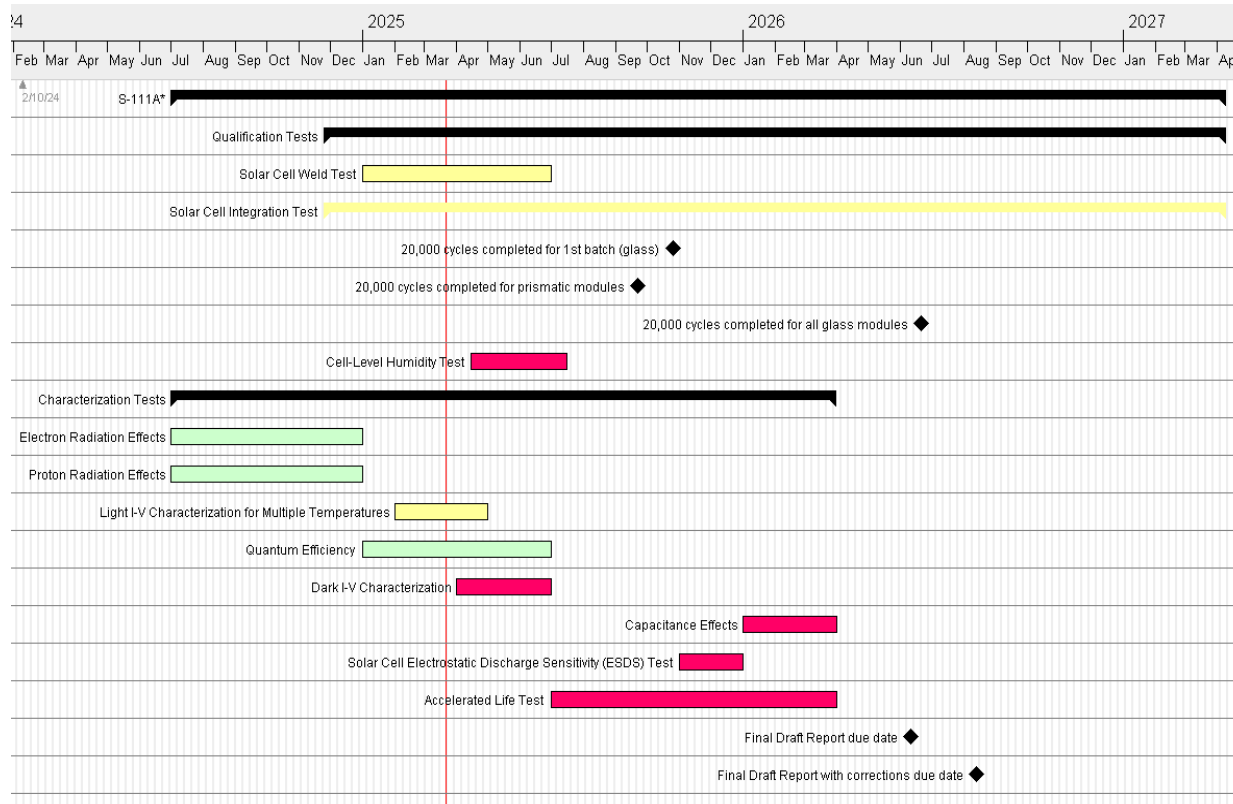 24 2025 2026 2027
Feb Mar Apr May Jun Jul Aug Sep Oct Nov Dec Jan Feb Mar Apr May Jun Jul Aug Sep Oct Nov Dec Jan Feb Mar Apr May Jun Jul Aug Sep Oct Nov Dec Jan Feb Mar Ap
2/10/24 S-111A*
Qualification Tests
Solar Cell Weld Test
Solar Cell Integration Test
20,000 cycles completed for 1st batch (glass)
20,000 cycles completed for prismatic modules
20,000 cycles completed for all glass modules
Cell-Level Humidity Test
Characterization Tests
Electron Radiation Effects
Proton Radiation Effects
Light I-V Characterization for Multiple Temperatures
Quantum Efficiency
Dark I-V Characterization
Capacitance Effects
Solar Cell Electrostatic Discharge Sensitivity (ESDS) Test
Accelerated Life Test
Final Draft Report due date
Final Draft Report with corrections due date